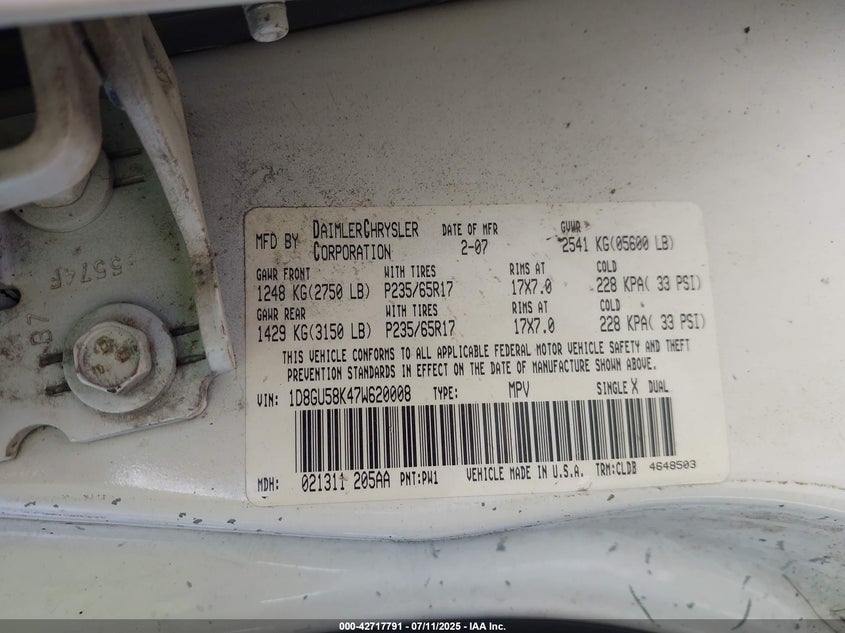 MFD BY DAIMLERCHRYSLER CORPORATION DATE OF MFR 2-07 GVWR 2541 KG(05600 LB)
GAWR FRONT WITH TIRES RIMS AT COLD
1248 KG(2750 LB) P235/65R17 17X7.0 228 KPA( 33 PSI)
GAWR REAR WITH TIRES RIMS AT COLD
1429 KG(3150 LB) P235/65R17 17X7.0 228 KPA( 33 PSI)
THIS VEHICLE CONFORMS TO ALL APPLICABLE FEDERAL MOTOR VEHICLE SAFETY AND THEFT
PREVENTION STANDARDS IN EFFECT ON THE DATE OF MANUFACTURE SHOWN ABOVE.
VIN: 1D8GU58K47W620008 TYPE: MPV SINGLE X DUAL
MDH: 021311 205AA PNT:PW1 VEHICLE MADE IN U.S.A. TRM:CLDB 4648503
5574F
B7
000-42717791 - 07/11/2025 - IAA Inc.